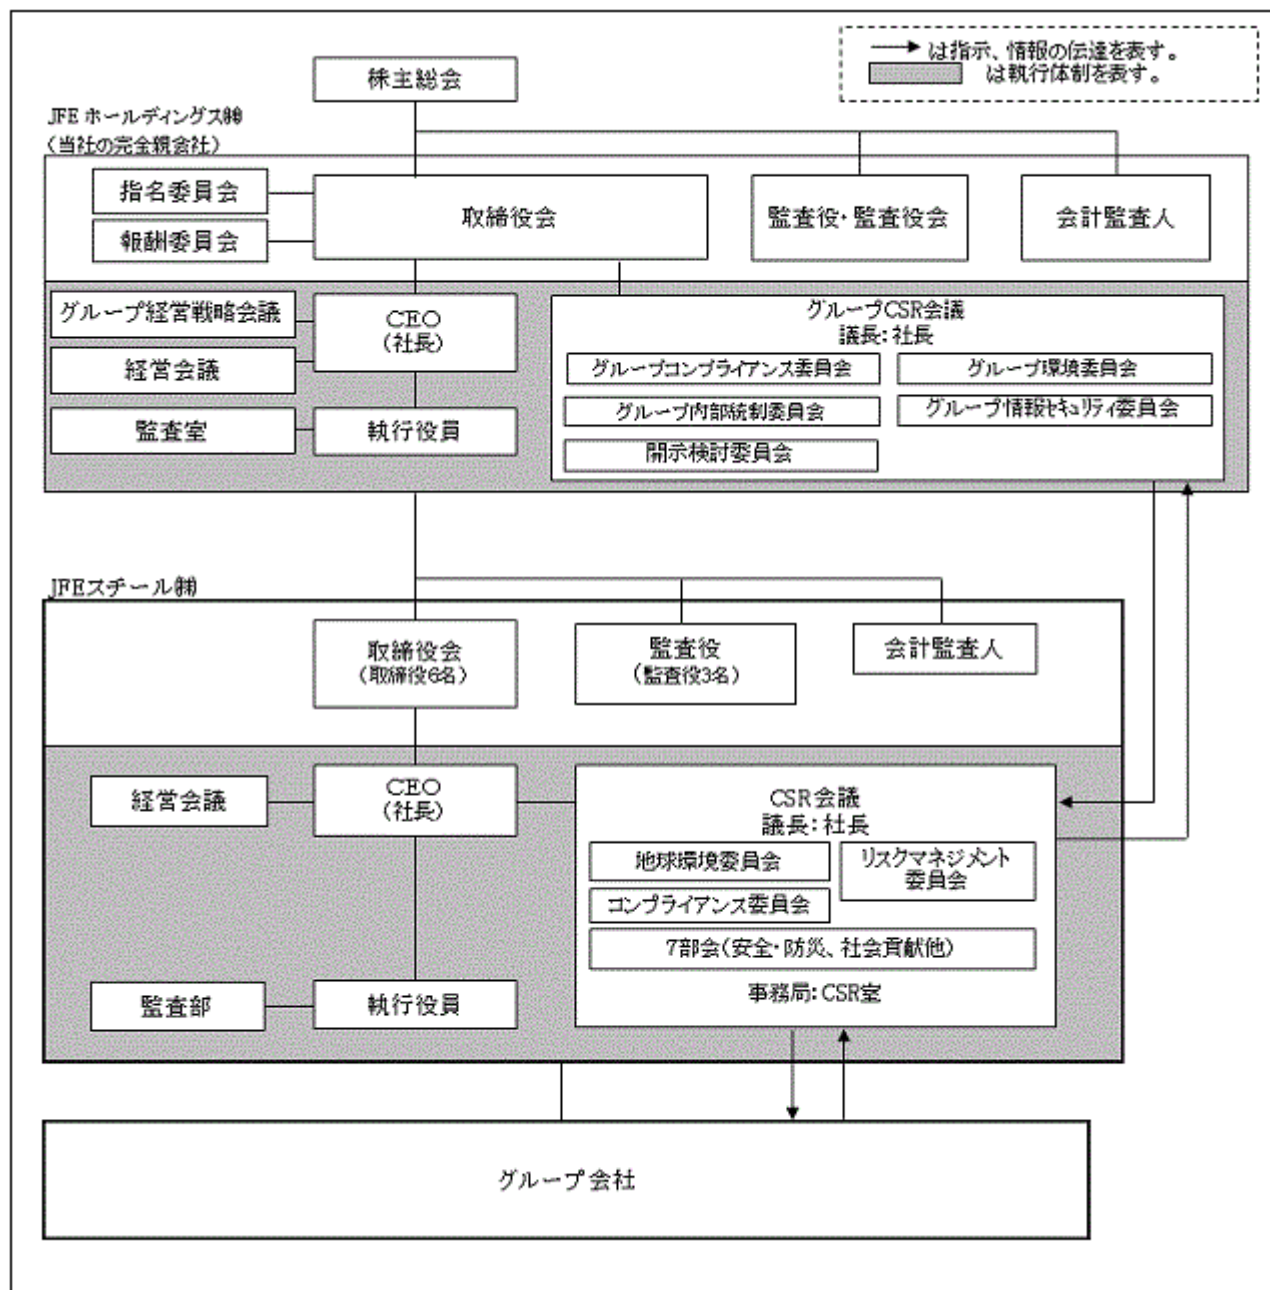 は指示、情報の伝達を表す。
は執行体制を表す。
株主総会
JFE ホールディングス㈱
（当社の完全親会社）
指名委員会
報酬委員会
取締役会
監査役・監査役会
会計監査人
グループ経営戦略会議
経営会議
監査室
CEO
（社長）
執行役員
グループCSR会議
議長：社長
グループコンプライアンス委員会
グループ環境委員会
グループ内部統制委員会
グループ情報セキュリティ委員会
開示検討委員会
JFEスチール㈱
取締役会
（取締役6名）
監査役
（監査役3名）
会計監査人
経営会議
CEO
（社長）
監査部
執行役員
CSR会議
議長：社長
地球環境委員会
リスクマネジメント
委員会
コンプライアンス委員会
7部会（安全・防災、社会貢献他）
事務局：CSR室
グループ会社